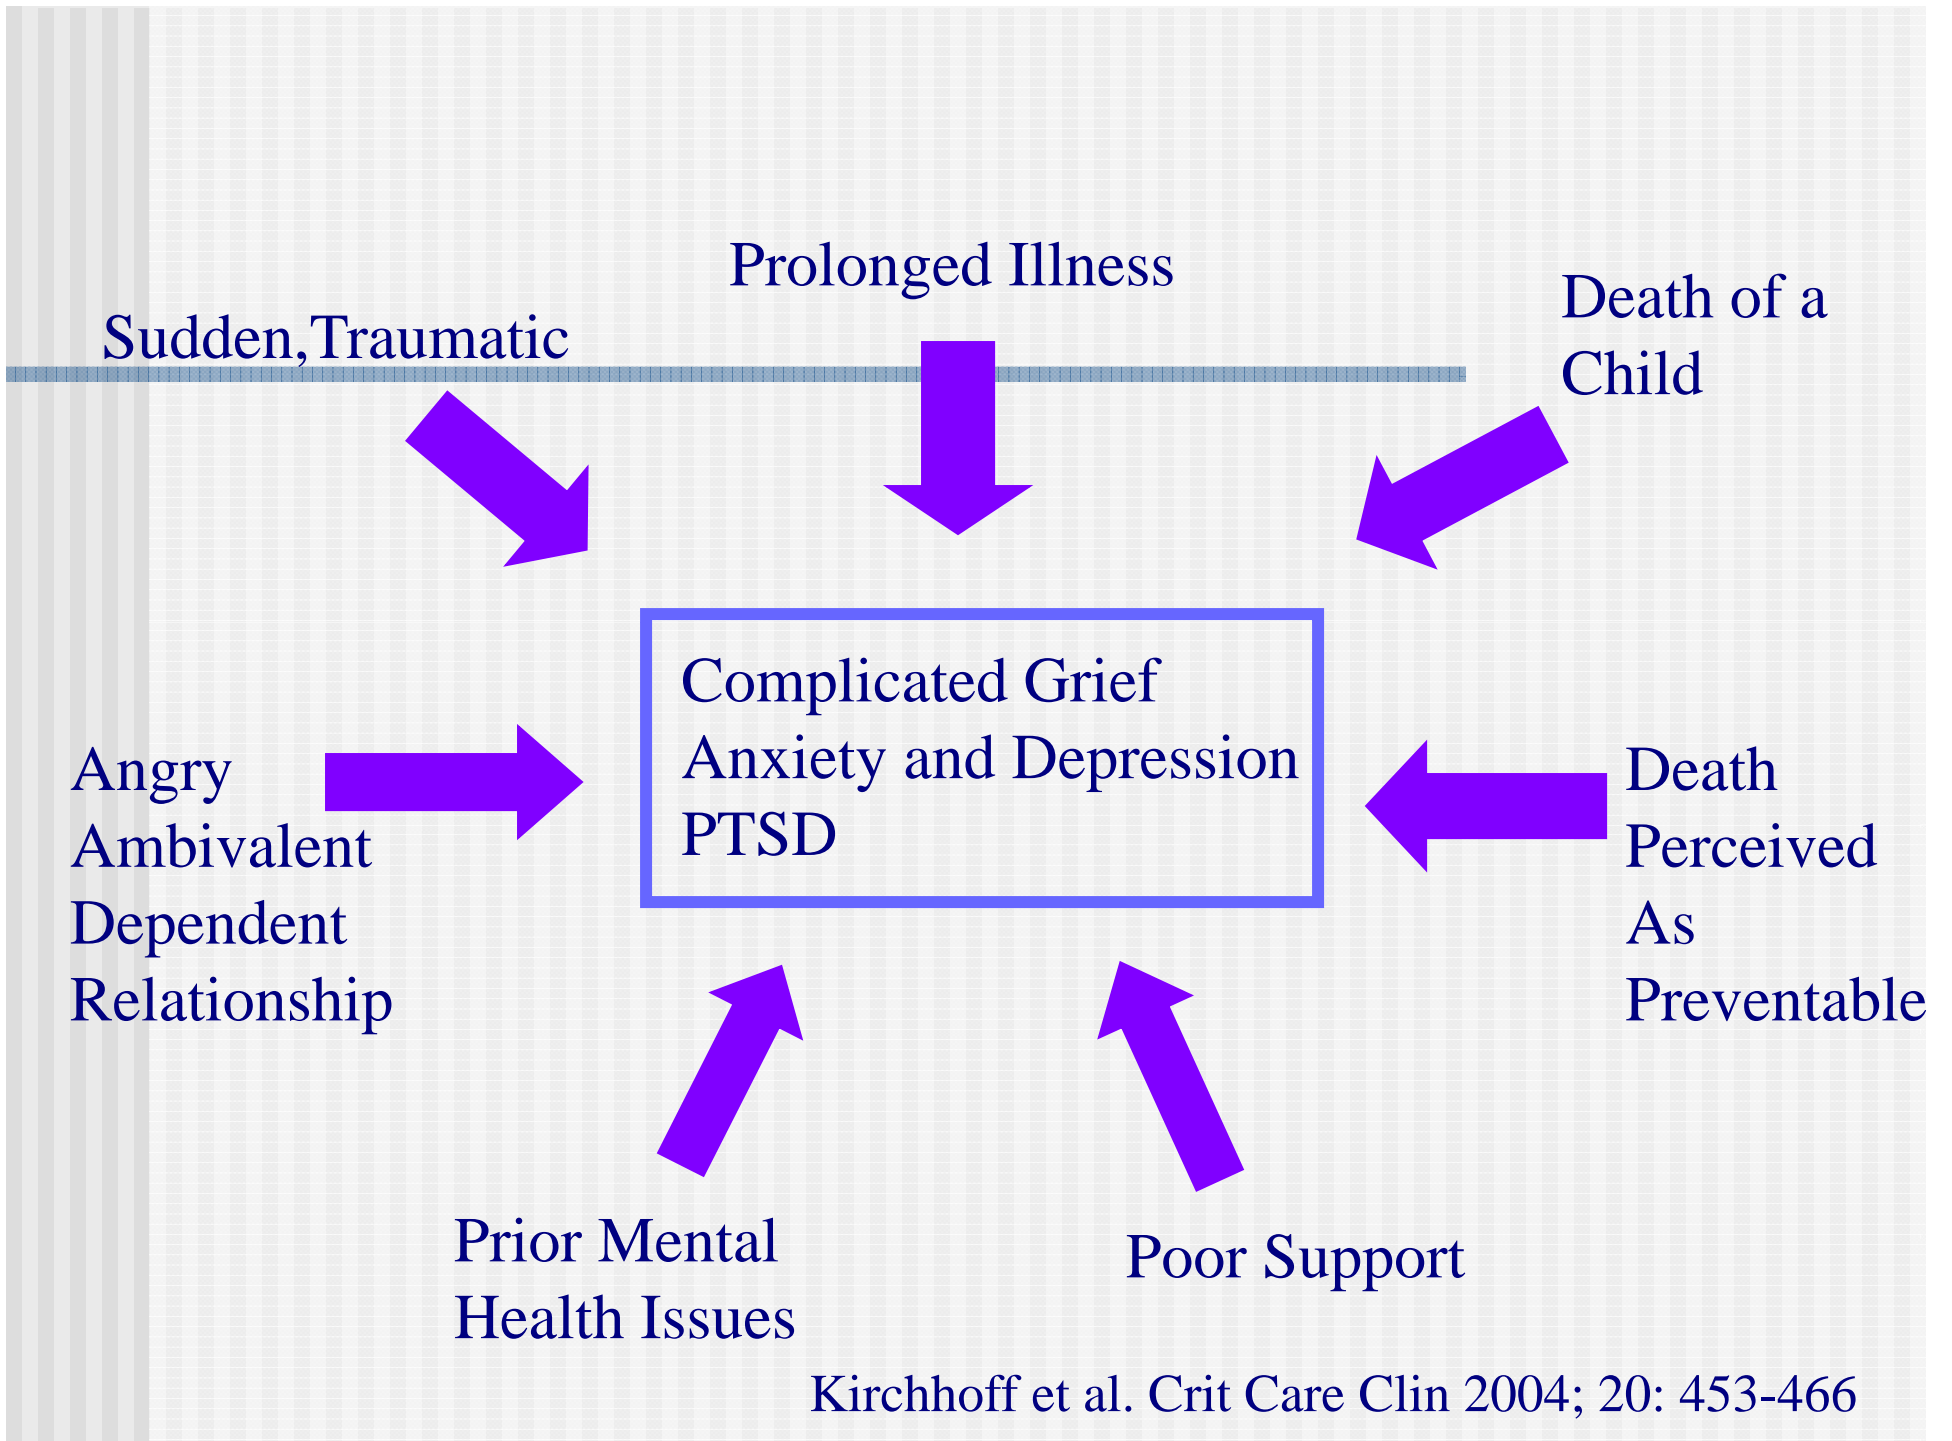 Prolonged Illness
Sudden,Traumatic
Death of a
Child
Complicated Grief
Anxiety and Depression
PTSD
Angry
Ambivalent
Dependent
Relationship
Death
Perceived
As
Preventable
Prior Mental
Health Issues
Poor Support
Kirchhoff et al. Crit Care Clin 2004; 20: 453-466